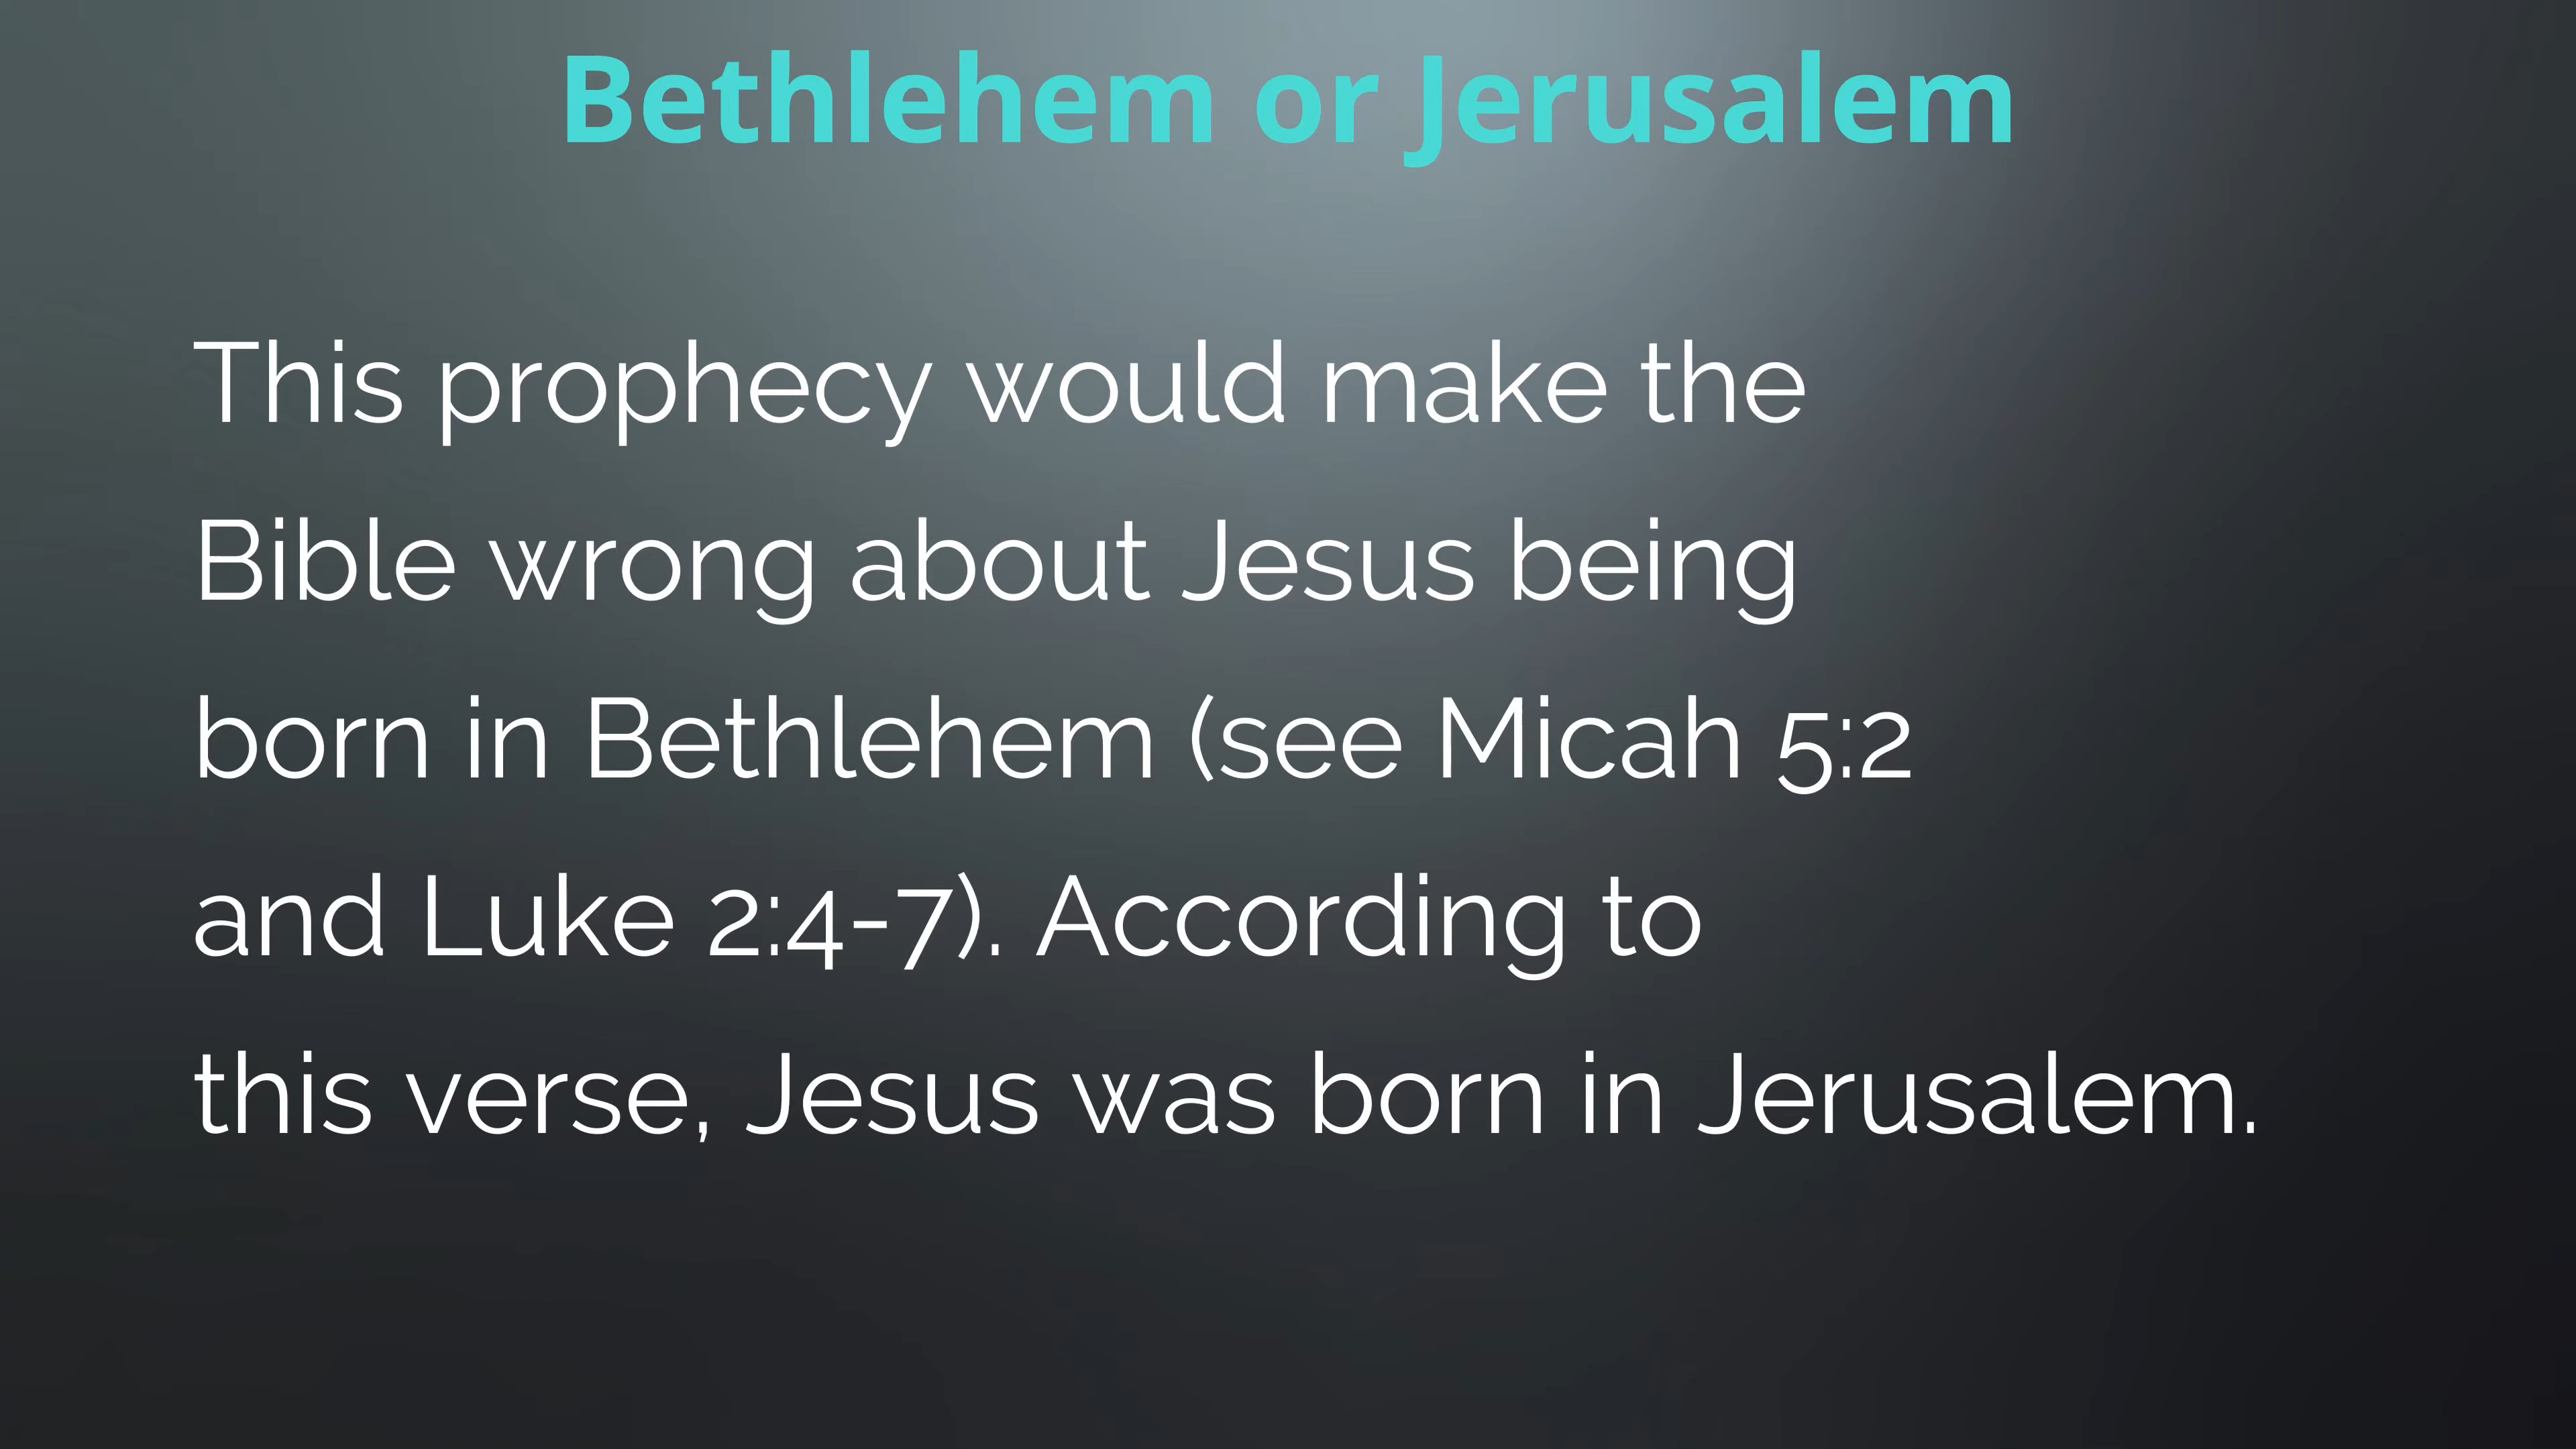 Bethlehem or Jerusalem
This prophecy would make the
Bible wrong about Jesus being
born in Bethlehem (see Micah 5:2
and Luke 2:4-7). According to
this verse, Jesus was born in Jerusalem.